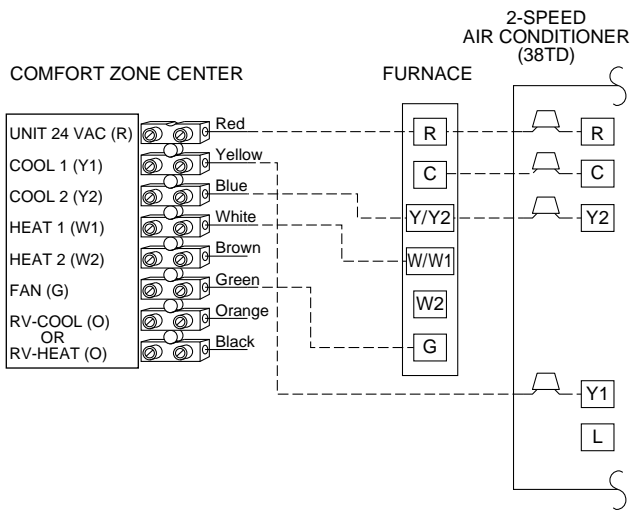 2-SPEED
AIR CONDITIONER
(38TD)
COMFORT ZONE CENTER
FURNACE
UNIT 24 VAC (R)
Red
R
R
COOL 1 (Y1)
Yellow
C
C
COOL 2 (Y2)
Blue
Y/Y2
Y2
HEAT 1 (W1)
White
HEAT 2 (W2)
Brown
W/W1
FAN (G)
Green
W2
RV-COOL (O)
Orange
OR
RV-HEAT (O)
Black
G
Y1
L